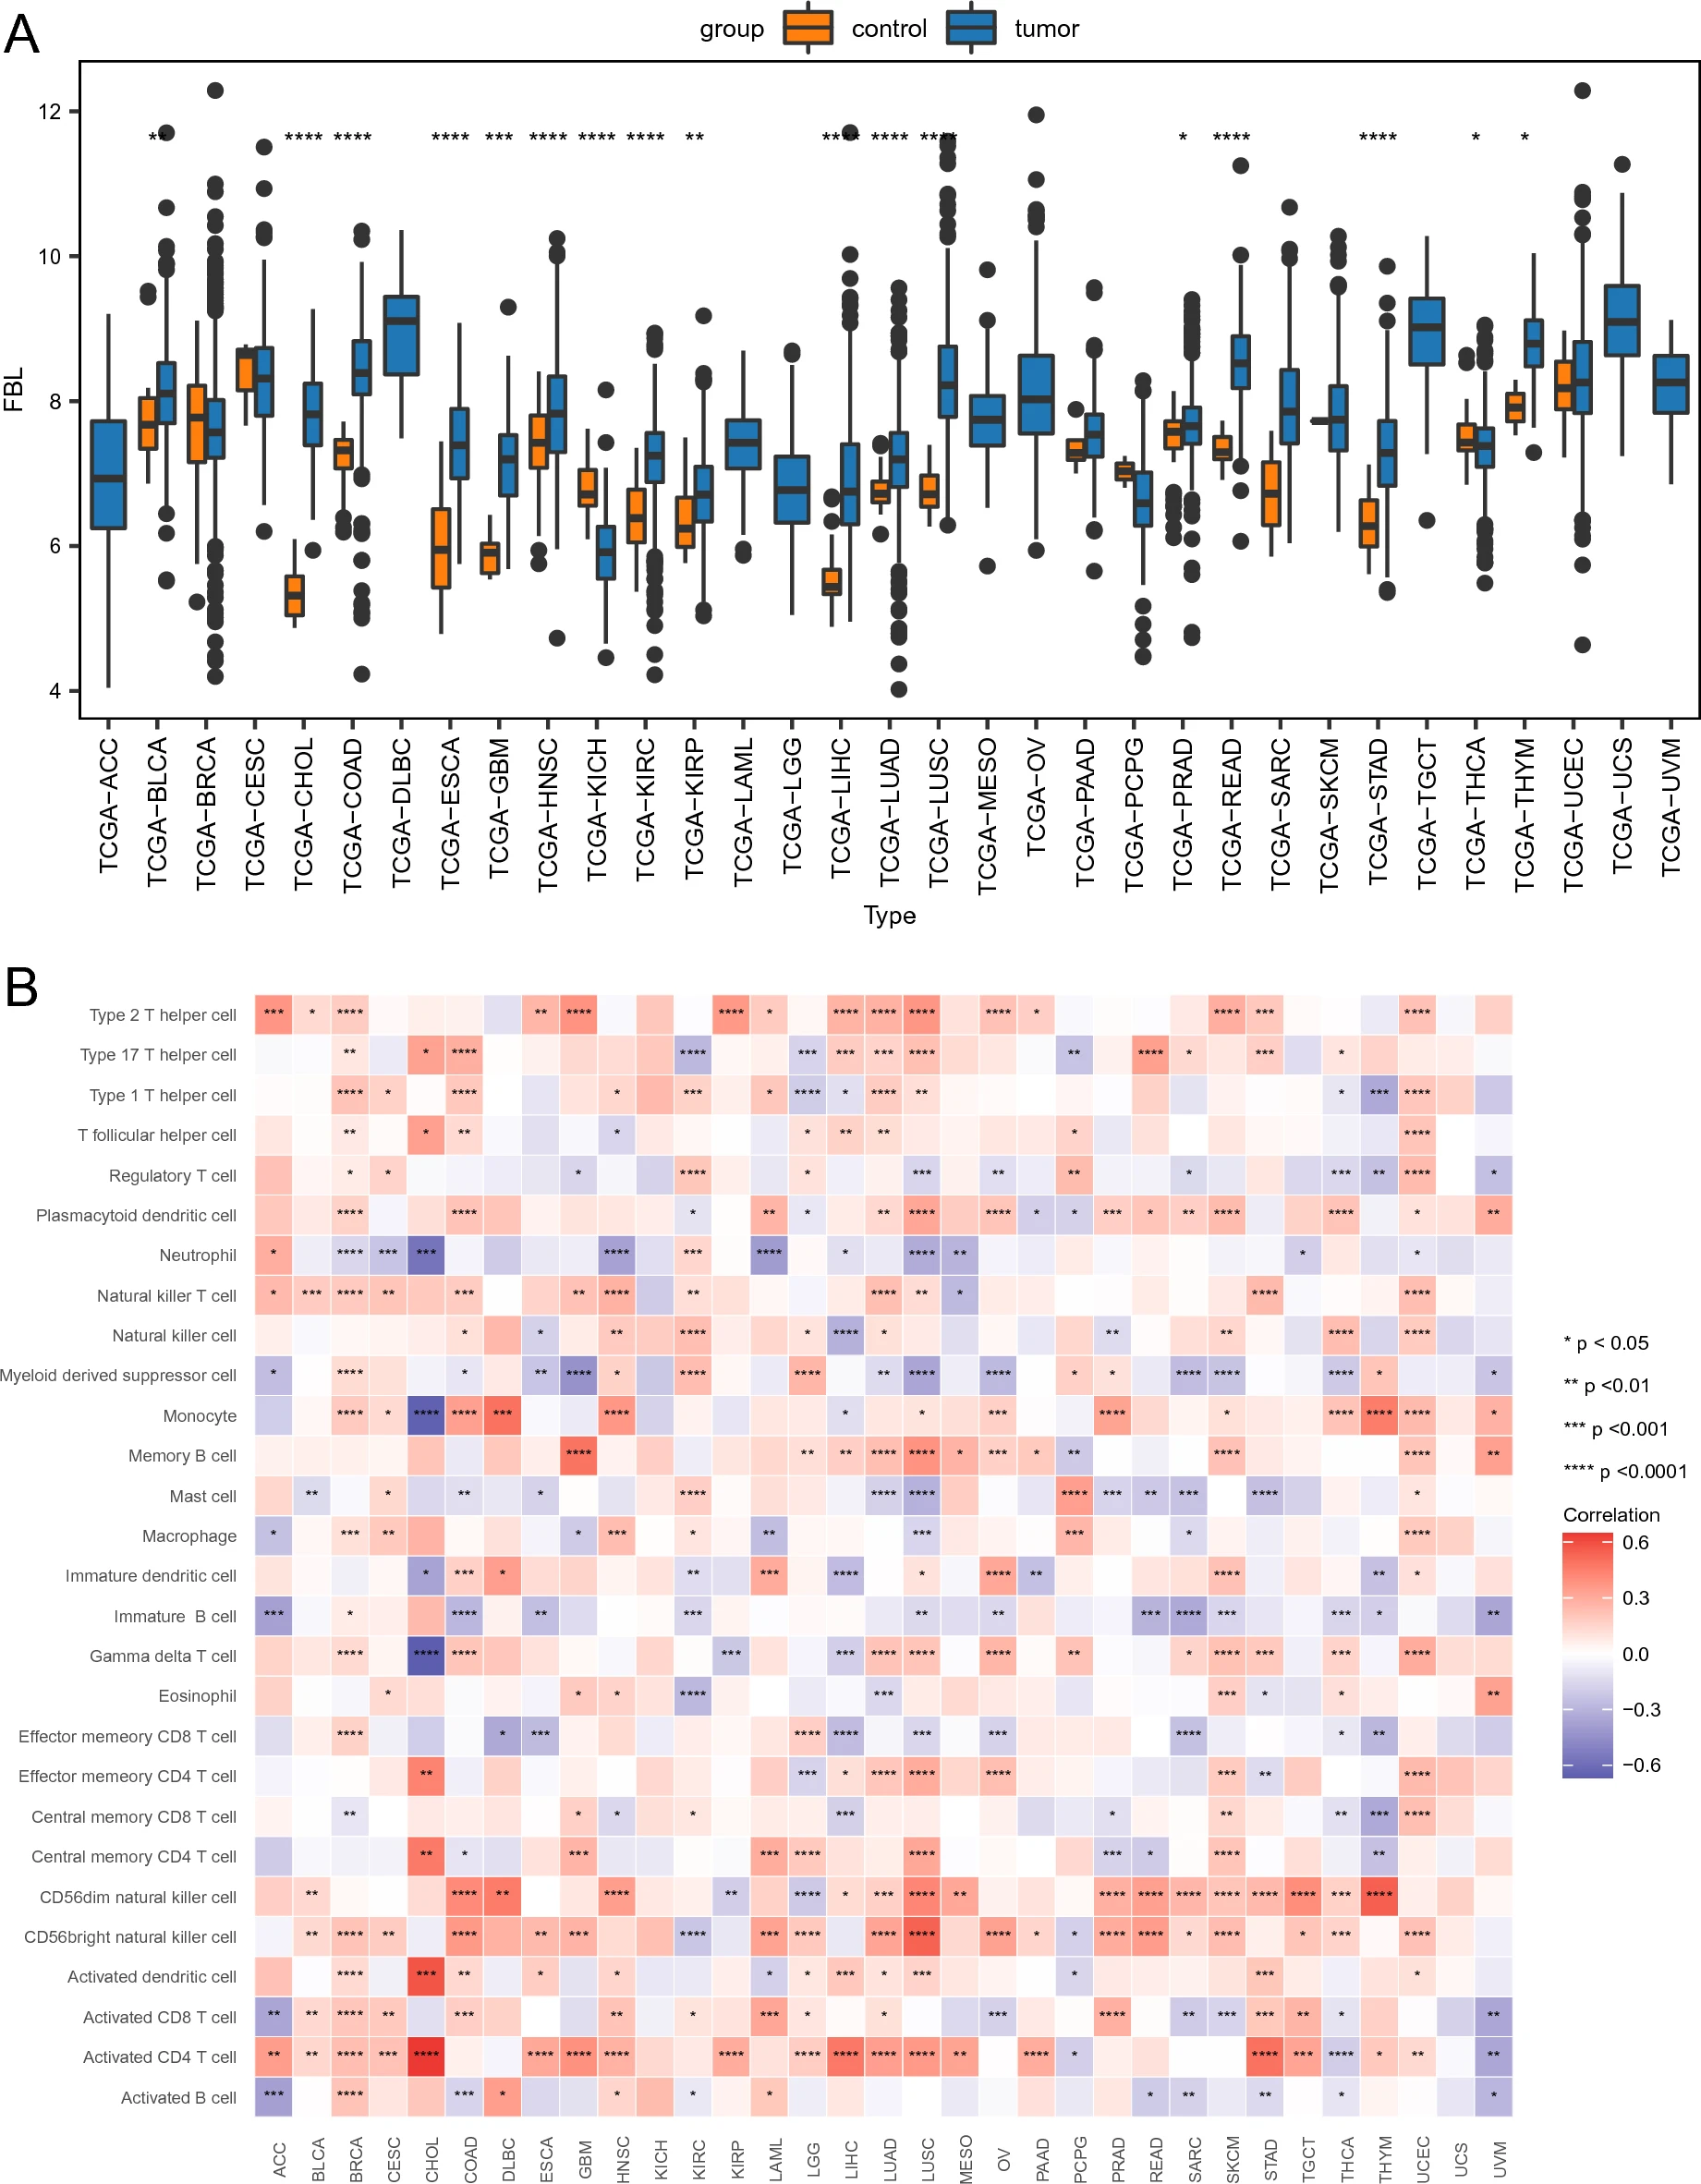 A
group control tumor
FBL
12
10
8
6
4
** **** **** **** *** **** **** **** ** **** **** **** * **** **** * *
TCGA−ACC
TCGA−BLCA
TCGA−BRCA
TCGA−CESC
TCGA−CHOL
TCGA−COAD
TCGA−DLBC
TCGA−ESCA
TCGA−GBM
TCGA−HNSC
TCGA−KICH
TCGA−KIRC
TCGA−KIRP
TCGA−LAML
TCGA−LGG
TCGA−LIHC
TCGA−LUAD
TCGA−LUSC
TCGA−MESO
TCGA−OV
TCGA−PAAD
TCGA−PCPG
TCGA−PRAD
TCGA−READ
TCGA−SARC
TCGA−SKCM
TCGA−STAD
TCGA−TGCT
TCGA−THCA
TCGA−THYM
TCGA−UCEC
TCGA−UCS
TCGA−UVM
Type
B
Type 2 T helper cell
Type 17 T helper cell
Type 1 T helper cell
T follicular helper cell
Regulatory T cell
Plasmacytoid dendritic cell
Neutrophil
Natural killer T cell
Natural killer cell
Myeloid derived suppressor cell
Monocyte
Memory B cell
Mast cell
Macrophage
Immature dendritic cell
Immature B cell
Gamma delta T cell
Eosinophil
Effector memeory CD8 T cell
Effector memeory CD4 T cell
Central memory CD8 T cell
Central memory CD4 T cell
CD56dim natural killer cell
CD56bright natural killer cell
Activated dendritic cell
Activated CD8 T cell
Activated CD4 T cell
Activated B cell
ACC
BLCA
BRCA
CESC
CHOL
COAD
DLBC
ESCA
GBM
HNSC
KICH
KIRC
KIRP
LAML
LGG
LIHC
LUAD
LUSC
MESO
OV
PAAD
PCPG
PRAD
READ
SARC
SKCM
STAD
TGCT
THCA
THYM
UCEC
UCS
UVM
* p < 0.05
** p <0.01
*** p <0.001
**** p <0.0001
Correlation
0.6
0.3
0.0
−0.3
−0.6